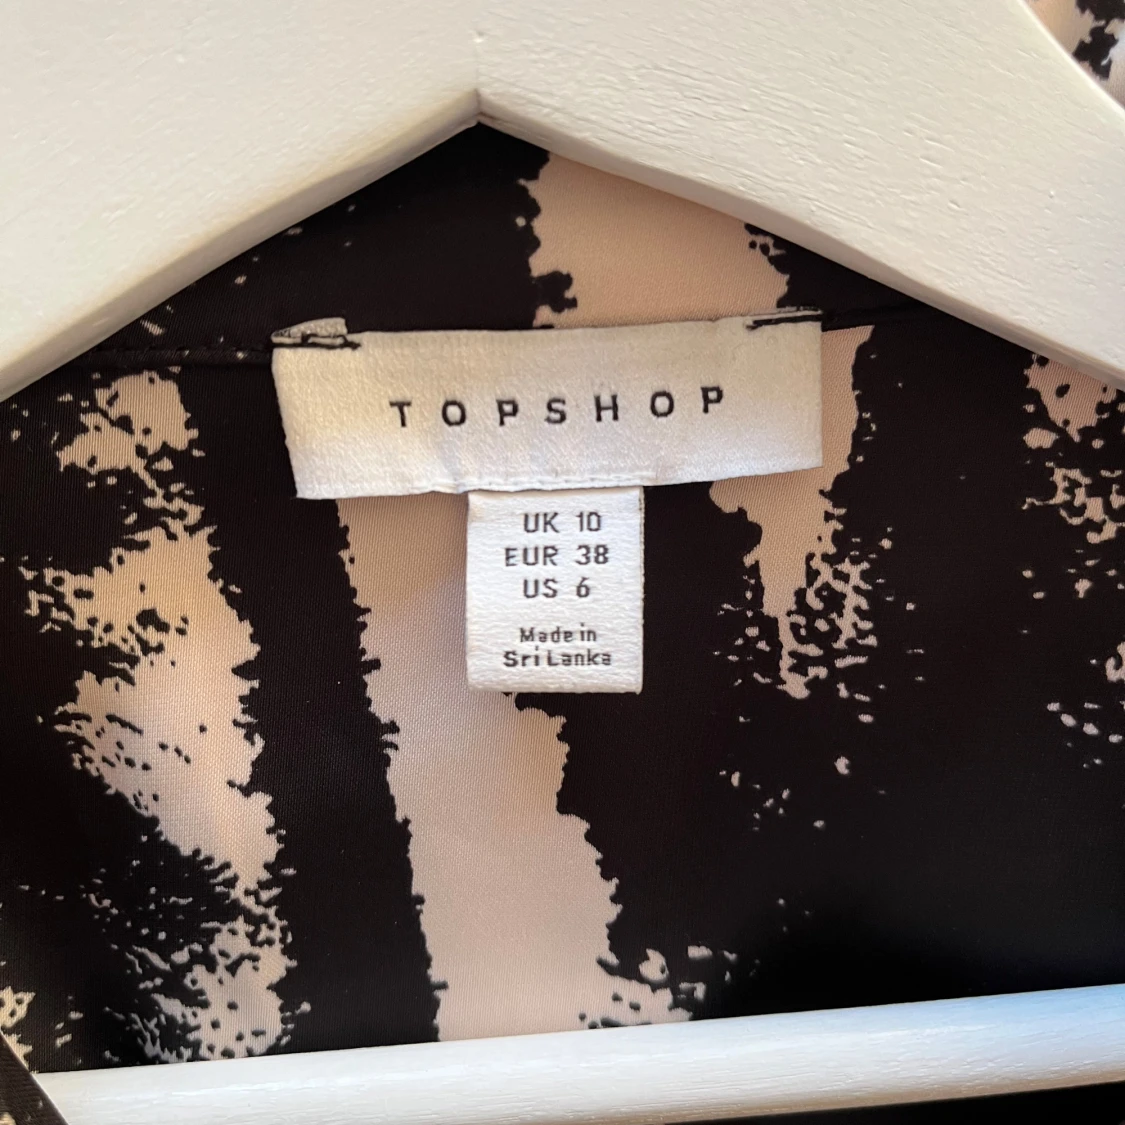 TOPSHOP
UK 10
EUR 38
US 6
Made in
Sri Lanka